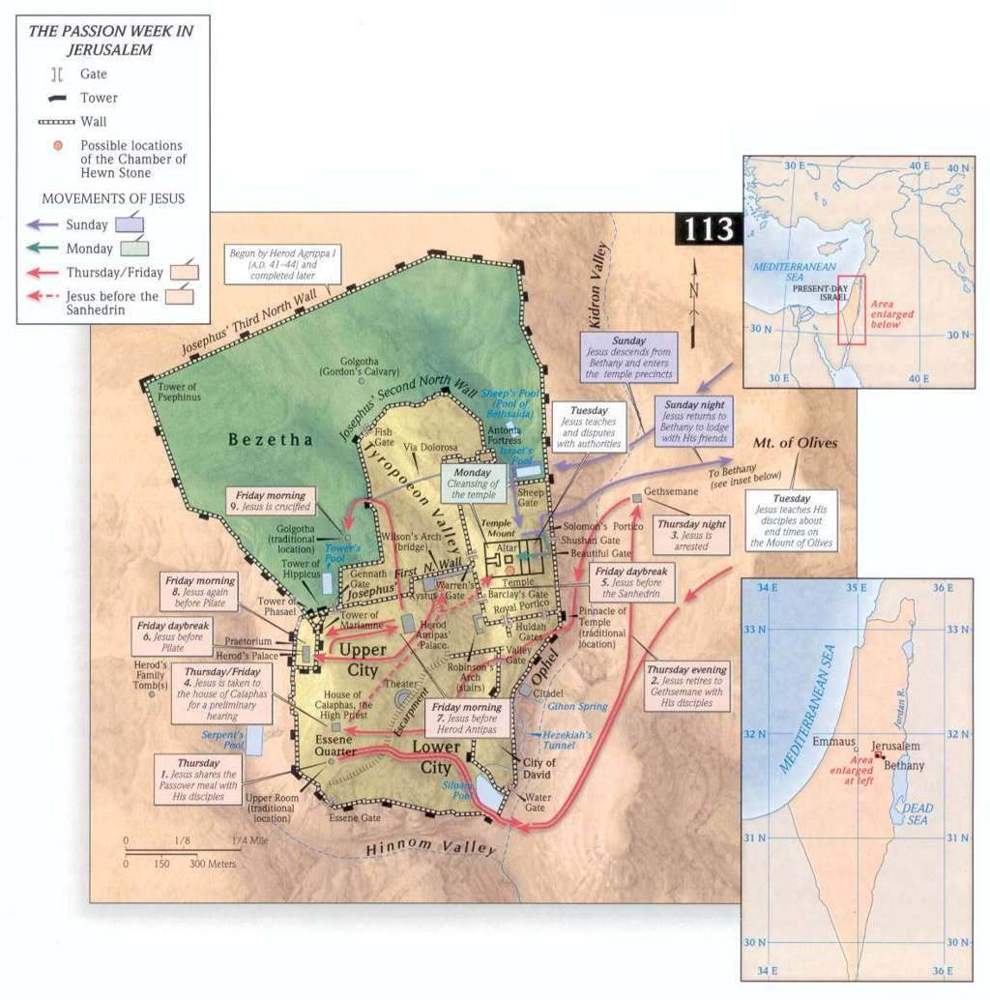 THE PASSION WEEK IN
JERUSALEM
Gate
Tower
Wall
Possible locations
of the Chamber of
Hewn Stone
MOVEMENTS OF JESUS
Sunday
Monday
Thursday/Friday
Jesus before the
Sanhedrin
113
Begun by Herod Agrippa I
(A.D. 41–44) and
completed later
Josephus' Third North Wall
Kidron Valley
N
Tower of
Psephinus
Golgotha
(Gordon's Calvary)
Josephus' Second North Wall
Sheep's Pool
(Pool of
Bethsaida)
Sunday
Jesus descends from
Bethany and enters
the temple precincts
Sunday night
Jesus returns to
Bethany to lodge
with His friends
Tuesday
Jesus teaches
and disputes
with authorities
Mt. of Olives
To Bethany
(see inset below)
Bezetha
Fish
Gate
Antonia
Fortress
Israel's
Pool
Via Dolorosa
Tyropoeon Valley
Monday
Cleansing of
the temple
Sheep
Gate
Gethsemane
Tuesday
Jesus teaches His
disciples about
end times on
the Mount of Olives
Friday morning
9. Jesus is crucified
Thursday night
3. Jesus is
arrested
Golgotha
(traditional
location)
Tower's
Pool
Wilson's Arch
(bridge)
Temple
Mount
Altar
Solomon's Portico
Shushan Gate
Beautiful Gate
Tower of
Hippicus
Gennath
Gate
Josephus' First N. Wall
Xystus
Warren's
Gate
Temple
Barclay's Gate
Royal Portico
Friday daybreak
5. Jesus before
the Sanhedrin
Friday morning
8. Jesus again
before Pilate
Tower of
Phasael
Tower of
Mariamne
Herod
Antipas'
Palace
Huldah
Gates
Pinnacle of
Temple
(traditional
location)
Friday daybreak
6. Jesus before
Pilate
Praetorium
Herod's Palace
Upper
City
Valley
Gate
Herod's
Family
Tomb(s)
Thursday/Friday
4. Jesus is taken to
the house of Caiaphas
for a preliminary
hearing
Theater
Robinson's
Arch
(stairs)
Ophel
Thursday evening
2. Jesus retires to
Gethsemane with
His disciples
House of
Caiaphas, the
High Priest
Escarpment
Friday morning
7. Jesus before
Herod Antipas
Citadel
Gihon Spring
Serpent's
Pool
Essene
Quarter
Lower
City
Hezekiah's
Tunnel
Thursday
1. Jesus shares the
Passover meal with
His disciples
City of
David
Siloam
Pool
Upper Room
(traditional
location)
Essene Gate
Water
Gate
Hinnom Valley
0 1/8 1/4 Mile
0 150 300 Meters
30 E 40 E 40 N
MEDITERRANEAN
SEA
PRESENT-DAY
ISRAEL
Area
enlarged
below
30 N 30 N
30 E 40 E
34 E 35 E 36 E
33 N 33 N
MEDITERRANEAN SEA
Jordan R.
32 N 32 N
Emmaus
Jerusalem
Bethany
Area
enlarged
at left
DEAD
SEA
31 N 31 N
30 N 30 N
34 E 36 E